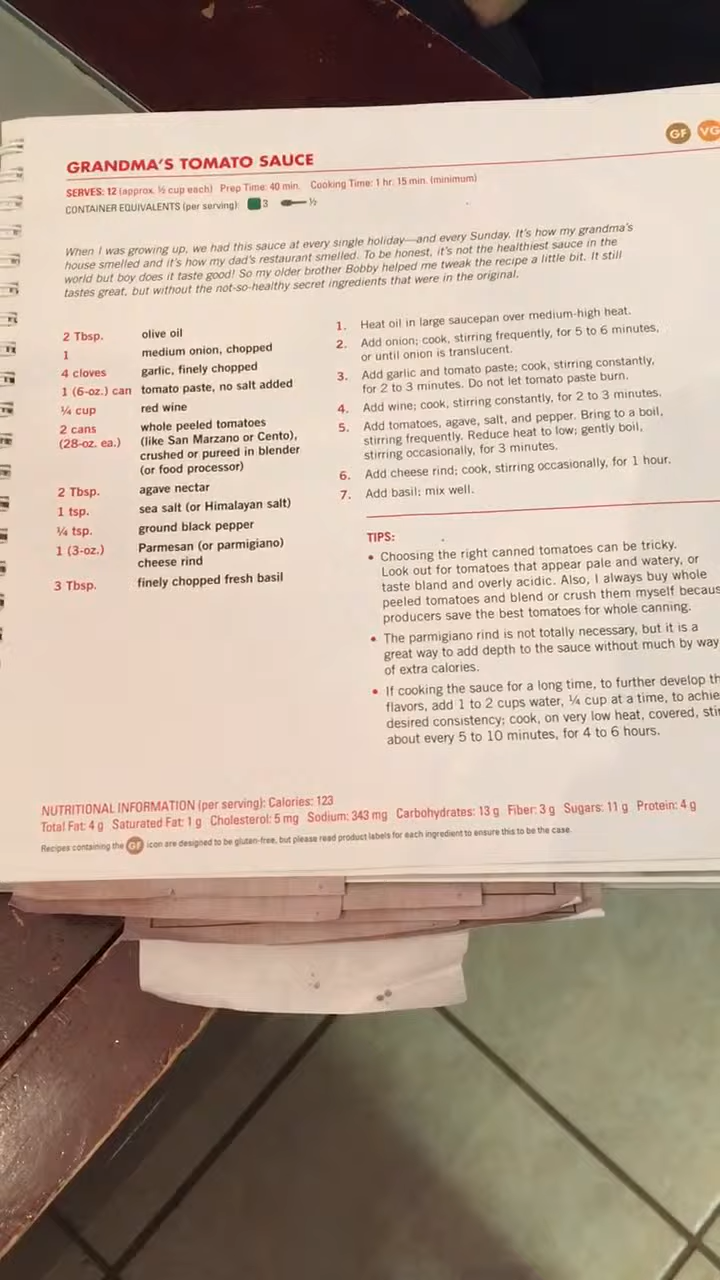 GF VG
GRANDMA'S TOMATO SAUCE
SERVES: 12 (approx. ½ cup each) Prep Time: 40 min. Cooking Time: 1 hr. 15 min. (minimum)
CONTAINER EQUIVALENTS (per serving): 3 ½
When I was growing up, we had this sauce at every single holiday—and every Sunday. It's how my grandma's
house smelled and it's how my dad's restaurant smelled. To be honest, it's not the healthiest sauce in the
world but boy does it taste good! So my older brother Bobby helped me tweak the recipe a little bit. It still
tastes great, but without the not-so-healthy secret ingredients that were in the original.
2 Tbsp. olive oil
1 medium onion, chopped
4 cloves garlic, finely chopped
1 (6-oz.) can tomato paste, no salt added
¼ cup red wine
2 cans whole peeled tomatoes
(28-oz. ea.) (like San Marzano or Cento),
crushed or pureed in blender
(or food processor)
2 Tbsp. agave nectar
1 tsp. sea salt (or Himalayan salt)
¼ tsp. ground black pepper
1 (3-oz.) Parmesan (or parmigiano)
cheese rind
3 Tbsp. finely chopped fresh basil
1. Heat oil in large saucepan over medium-high heat.
2. Add onion; cook, stirring frequently, for 5 to 6 minutes,
or until onion is translucent.
3. Add garlic and tomato paste; cook, stirring constantly,
for 2 to 3 minutes. Do not let tomato paste burn.
4. Add wine; cook, stirring constantly, for 2 to 3 minutes.
5. Add tomatoes, agave, salt, and pepper. Bring to a boil,
stirring frequently. Reduce heat to low; gently boil,
stirring occasionally, for 3 minutes.
6. Add cheese rind; cook, stirring occasionally, for 1 hour.
7. Add basil; mix well.
TIPS:
• Choosing the right canned tomatoes can be tricky.
Look out for tomatoes that appear pale and watery, or
taste bland and overly acidic. Also, I always buy whole
peeled tomatoes and blend or crush them myself becaus
producers save the best tomatoes for whole canning.
• The parmigiano rind is not totally necessary, but it is a
great way to add depth to the sauce without much by way
of extra calories.
• If cooking the sauce for a long time, to further develop th
flavors, add 1 to 2 cups water, ¼ cup at a time, to achie
desired consistency; cook, on very low heat, covered, stir
about every 5 to 10 minutes, for 4 to 6 hours.
NUTRITIONAL INFORMATION (per serving): Calories: 123
Total Fat: 4 g Saturated Fat: 1 g Cholesterol: 5 mg Sodium: 343 mg Carbohydrates: 13 g Fiber: 3 g Sugars: 11 g Protein: 4 g
Recipes containing the GF icon are designed to be gluten-free, but please read product labels for each ingredient to ensure this to be the case.